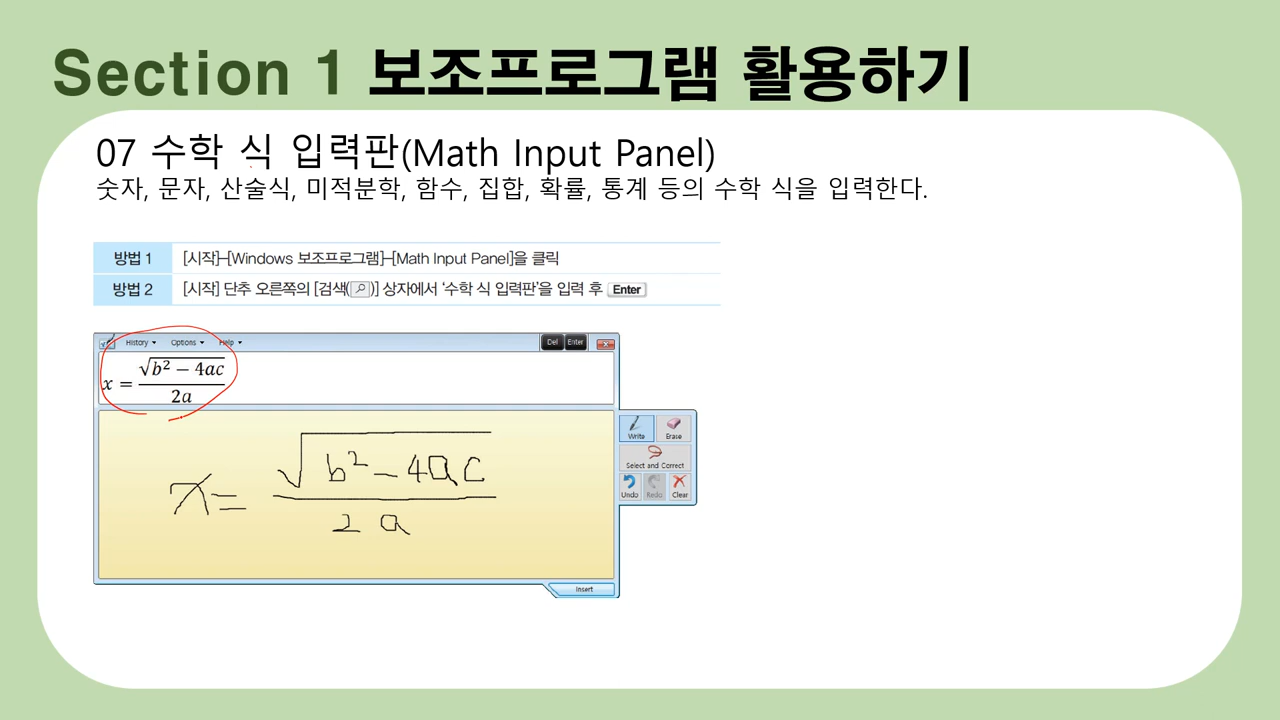 Section 1 보조프로그램 활용하기
07 수학 식 입력판(Math Input Panel)
숫자, 문자, 산술식, 미적분학, 함수, 집합, 확률, 통계 등의 수학 식을 입력한다.
방법 1 [시작]-[Windows 보조프로그램]-[Math Input Panel]을 클릭
방법 2 [시작] 단추 오른쪽의 [검색(🔎)] 상자에서 '수학 식 입력판'을 입력 후 Enter
History Options Help Del Enter
x = √(b² − 4ac) / 2a
Write Erase
Select and Correct
Undo Redo Clear
x = √(b² − 4ac) / 2a
Insert